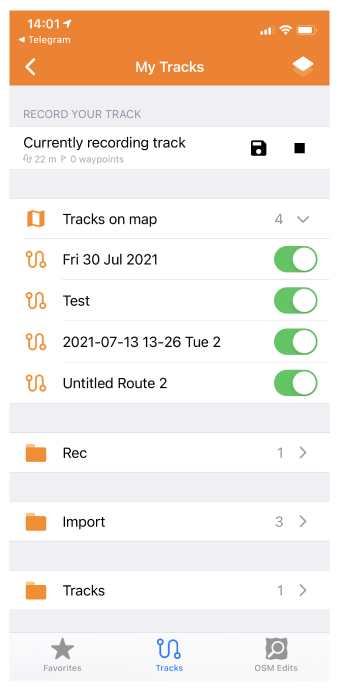 14:01
◀ Telegram
My Tracks
RECORD YOUR TRACK
Currently recording track
22 m 0 waypoints
Tracks on map 4
Fri 30 Jul 2021
Test
2021-07-13 13-26 Tue 2
Untitled Route 2
Rec 1
Import 3
Tracks 1
Favorites Tracks OSM Edits